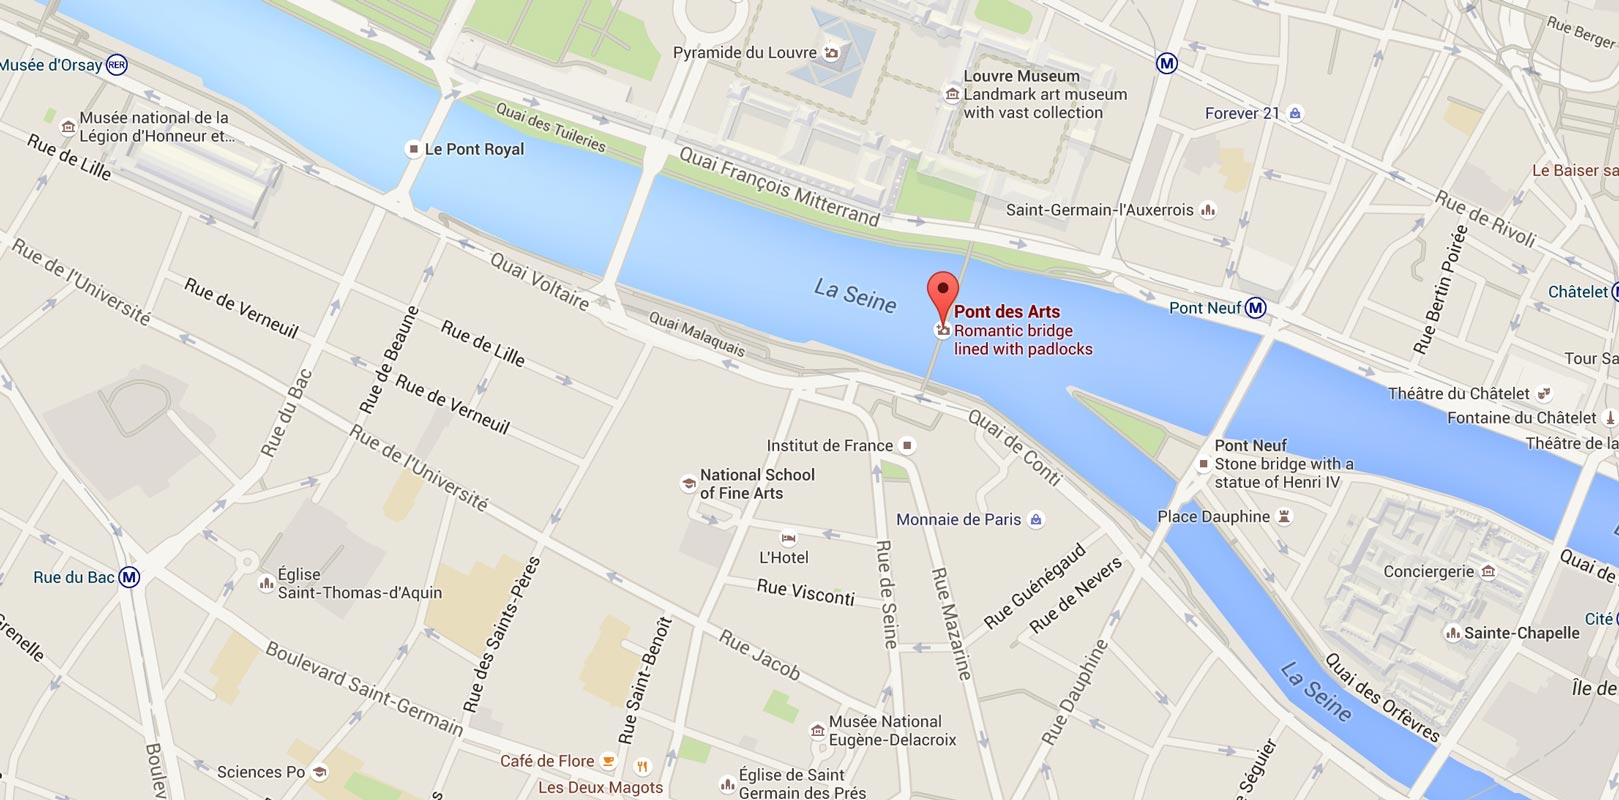 Musée d'Orsay
RER
Musée national de la
Légion d'Honneur et...
Rue de Lille
Le Pont Royal
Quai des Tuileries
Pyramide du Louvre
Louvre Museum
Landmark art museum
with vast collection
M
Forever 21
Rue Berger
Le Baiser sa
Quai François Mitterrand
Saint-Germain-l'Auxerrois
Rue de Rivoli
Rue Bertin Poirée
Rue de l'Université
Quai Voltaire
La Seine
Pont des Arts
Romantic bridge
lined with padlocks
Pont Neuf
M
Châtelet
Rue de Verneuil
Rue de Beaune
Rue de Lille
Quai Malaquais
Tour Sa
Théâtre du Châtelet
Fontaine du Châtelet
Théâtre de la
Rue du Bac
Rue de Verneuil
Rue de l'Université
Quai de Conti
Institut de France
Pont Neuf
Stone bridge with a
statue of Henri IV
National School
of Fine Arts
Monnaie de Paris
Place Dauphine
L'Hotel
Rue du Bac
M
Église
Saint-Thomas-d'Aquin
Rue Visconti
Rue de Seine
Rue Mazarine
Rue Guénégaud
Rue de Nevers
Conciergerie
Quai de
Cité
Sainte-Chapelle
Grenelle
Boulevard Saint-Germain
Rue des Saints-Pères
Rue Saint-Benoît
Rue Jacob
Rue Dauphine
La Seine
Quai des Orfèvres
Île de
Musée National
Eugène-Delacroix
Boulev
Sciences Po
Café de Flore
Les Deux Magots
Église de Saint
Germain des Prés
e Séguier